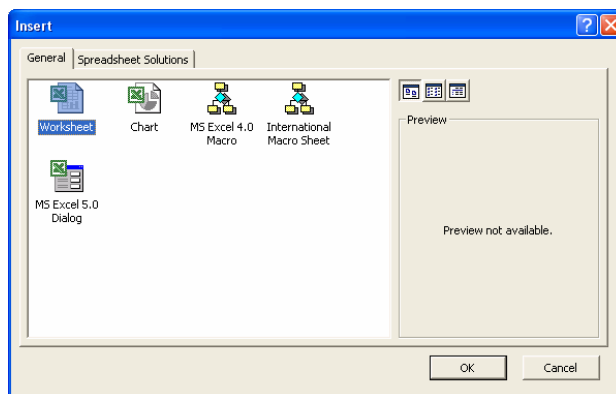 Insert
General
Spreadsheet Solutions
Worksheet
Chart
MS Excel 4.0
Macro
International
Macro Sheet
MS Excel 5.0
Dialog
Preview
Preview not available.
OK
Cancel